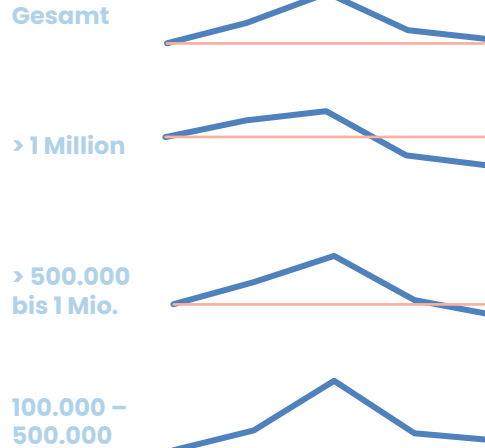 Gesamt
> 1 Million
> 500.000
bis 1 Mio.
100.000 –
500.000